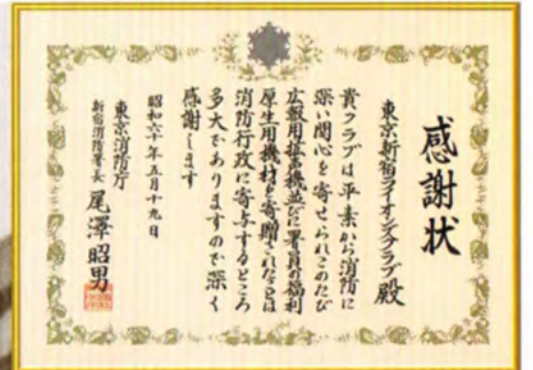 感謝状
東京新宿ライオンズクラブ殿
貴クラブは平素から消防に
深い関心を寄せられこのたび
広報用拡声機並びに署員の福利
厚生用機材を寄贈されたことは
消防行政に寄与するところ
多大でありますので深く
感謝します
昭和六十年五月十九日
東京消防庁
新宿消防署長 尾澤昭男